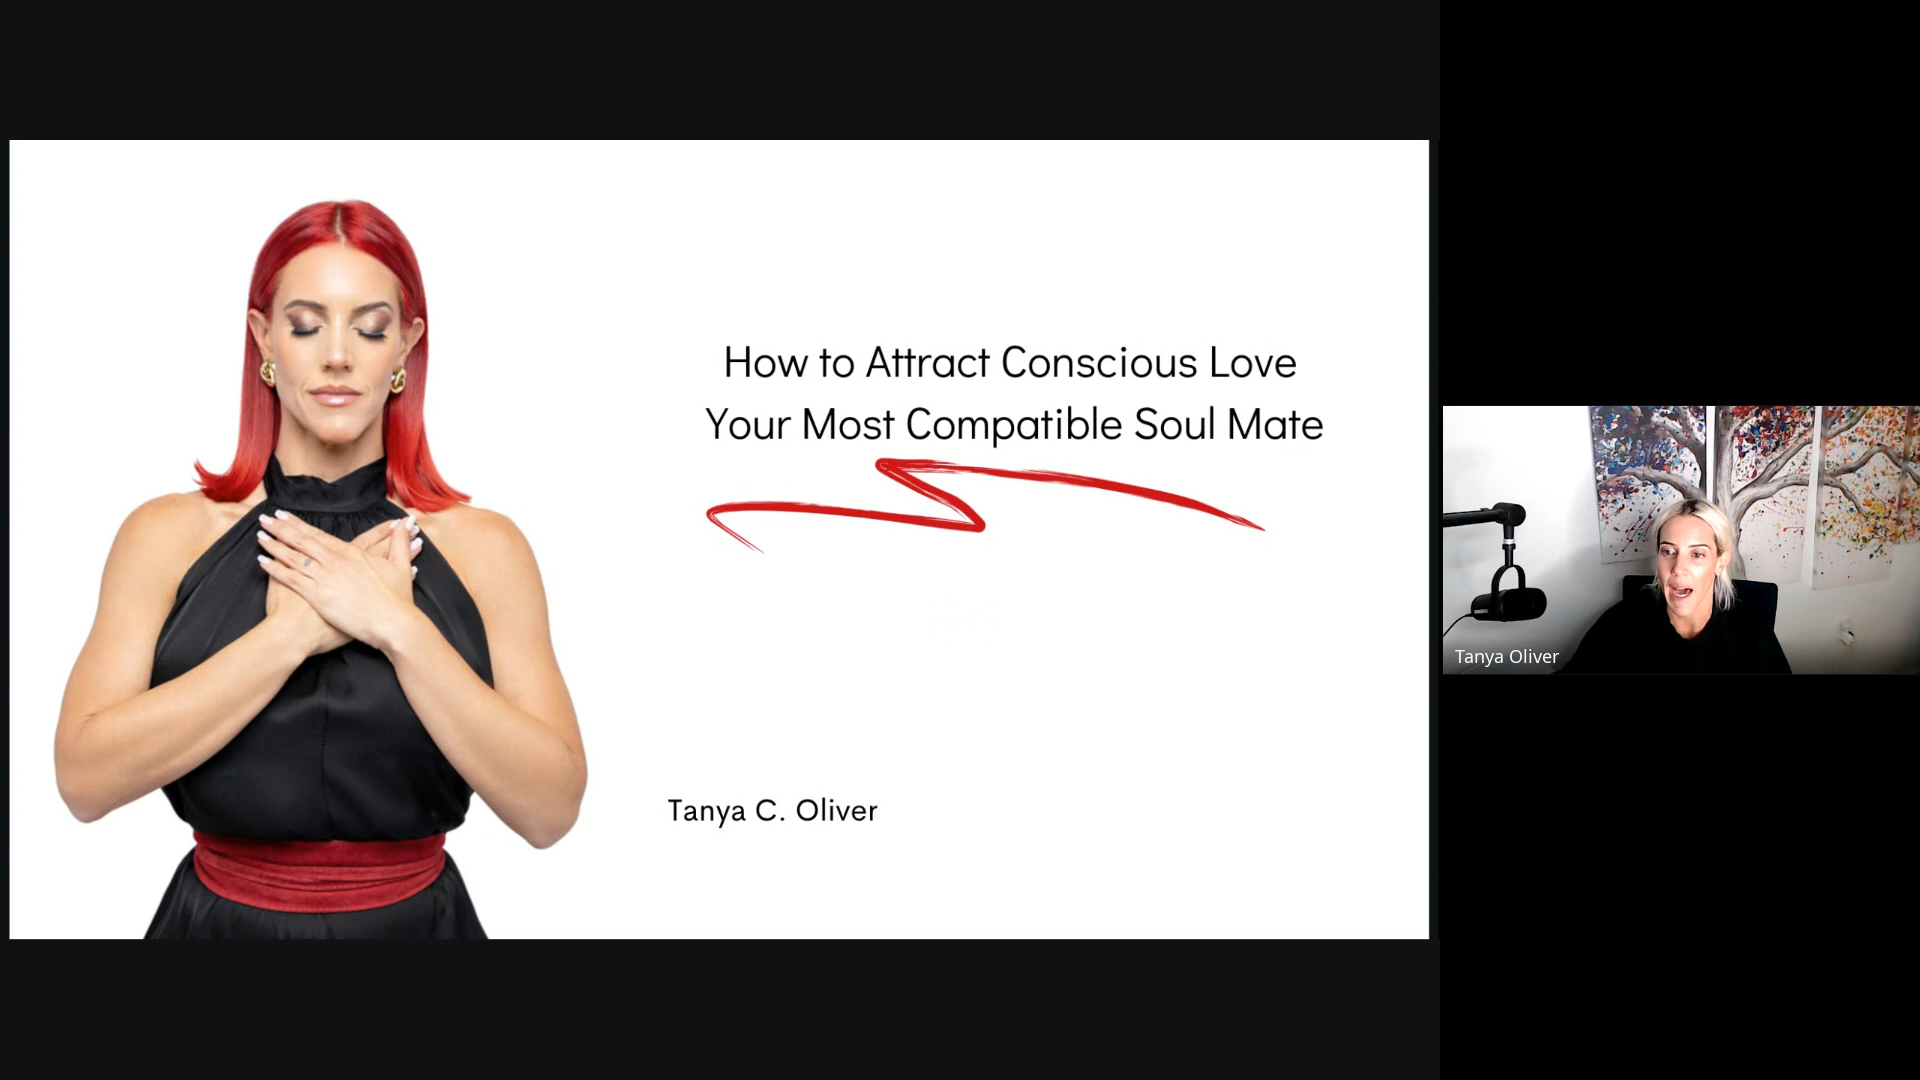 How to Attract Conscious Love
Your Most Compatible Soul Mate
Tanya C. Oliver
Tanya Oliver